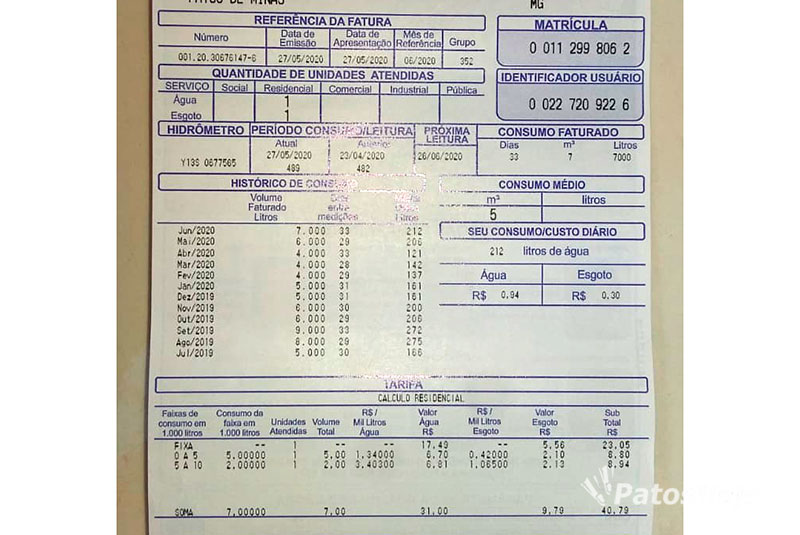 PATOS DE MINAS MG
REFERÊNCIA DA FATURA
Número Data de Emissão Data de Apresentação Mês de Referência Grupo
001.20.30676147-6 27/05/2020 27/05/2020 06/2020 352
MATRÍCULA
0 011 299 806 2
IDENTIFICADOR USUÁRIO
0 022 720 922 6
QUANTIDADE DE UNIDADES ATENDIDAS
SERVIÇO Social Residencial Comercial Industrial Pública
Água 1
Esgoto 1
HIDRÔMETRO PERÍODO CONSUMO/LEITURA PRÓXIMA LEITURA
Atual Anterior
Y13S 0677565 27/05/2020 23/04/2020 26/06/2020
489 482
CONSUMO FATURADO
Dias m³ Litros
33 7 7000
HISTÓRICO DE CONSUMO
Volume Faturado Litros entre medições Litros
Jun/2020 7.000 33 212
Mai/2020 6.000 29 206
Abr/2020 4.000 33 121
Mar/2020 4.000 28 142
Fev/2020 4.000 29 137
Jan/2020 5.000 31 161
Dez/2019 5.000 31 161
Nov/2019 6.000 30 200
Out/2019 6.000 29 206
Set/2019 9.000 33 272
Ago/2019 8.000 29 275
Jul/2019 5.000 30 166
CONSUMO MÉDIO
m³ litros
5
SEU CONSUMO/CUSTO DIÁRIO
212 litros de água
Água Esgoto
R$ 0,94 R$ 0,30
TARIFA
CALCULO RESIDENCIAL
Faixas de consumo em 1.000 litros Consumo da faixa em 1.000 litros Unidades Atendidas Volume Total R$ / Mil Litros Água Valor Água R$ R$ / Mil Litros Esgoto Valor Esgoto R$ Sub Total R$
FIXA -- 1 -- -- 17,49 -- 5,56 23,05
0 A 5 5,00000 1 5,00 1,34000 6,70 0,42000 2,10 8,80
5 A 10 2,00000 1 2,00 3,40300 6,81 1,06500 2,13 8,94
SOMA 7,00000 7,00 31,00 9,79 40,79